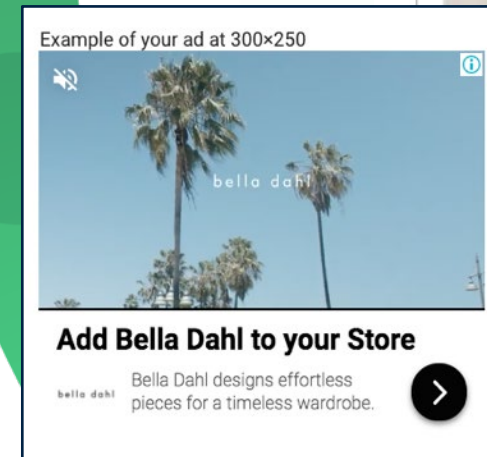 Example of your ad at 300×250
bella dahl
Add Bella Dahl to your Store
bella dahl
Bella Dahl designs effortless
pieces for a timeless wardrobe.